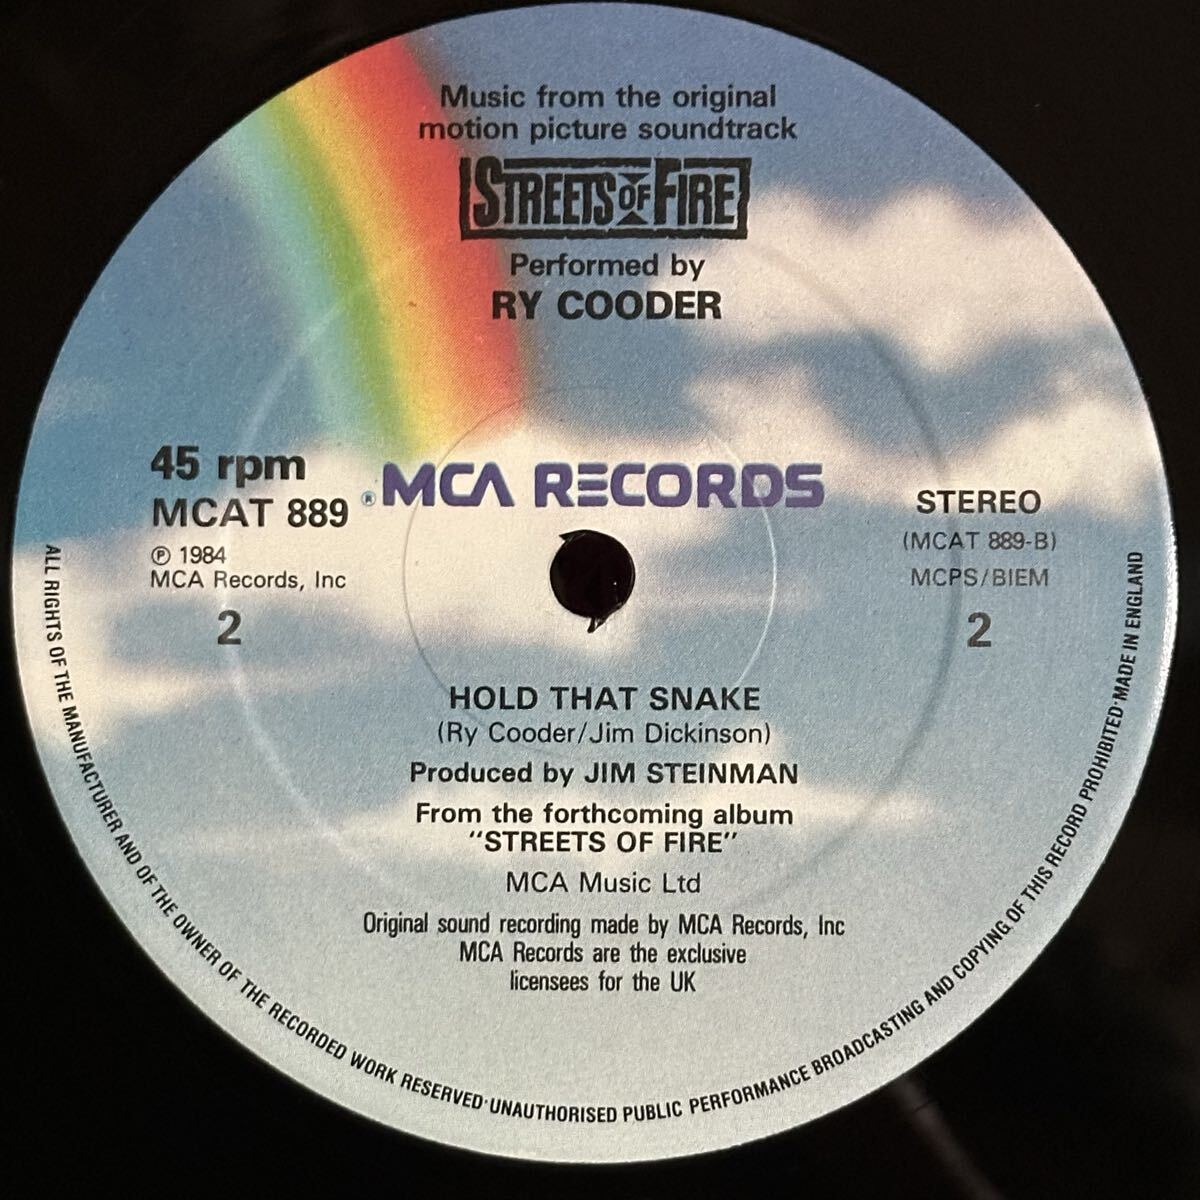 Music from the original
motion picture soundtrack
STREETS OF FIRE
Performed by
RY COODER
45 rpm
MCAT 889
℗ 1984
MCA Records, Inc
2
® MCA RECORDS
STEREO
(MCAT 889-B)
MCPS/BIEM
2
HOLD THAT SNAKE
(Ry Cooder/Jim Dickinson)
Produced by JIM STEINMAN
From the forthcoming album
"STREETS OF FIRE"
MCA Music Ltd
Original sound recording made by MCA Records, Inc
MCA Records are the exclusive
licensees for the UK
ALL RIGHTS OF THE MANUFACTURER AND OF THE OWNER OF THE RECORDED WORK RESERVED·UNAUTHORISED PUBLIC PERFORMANCE BROADCASTING AND COPYING OF THIS RECORD PROHIBITED·MADE IN ENGLAND